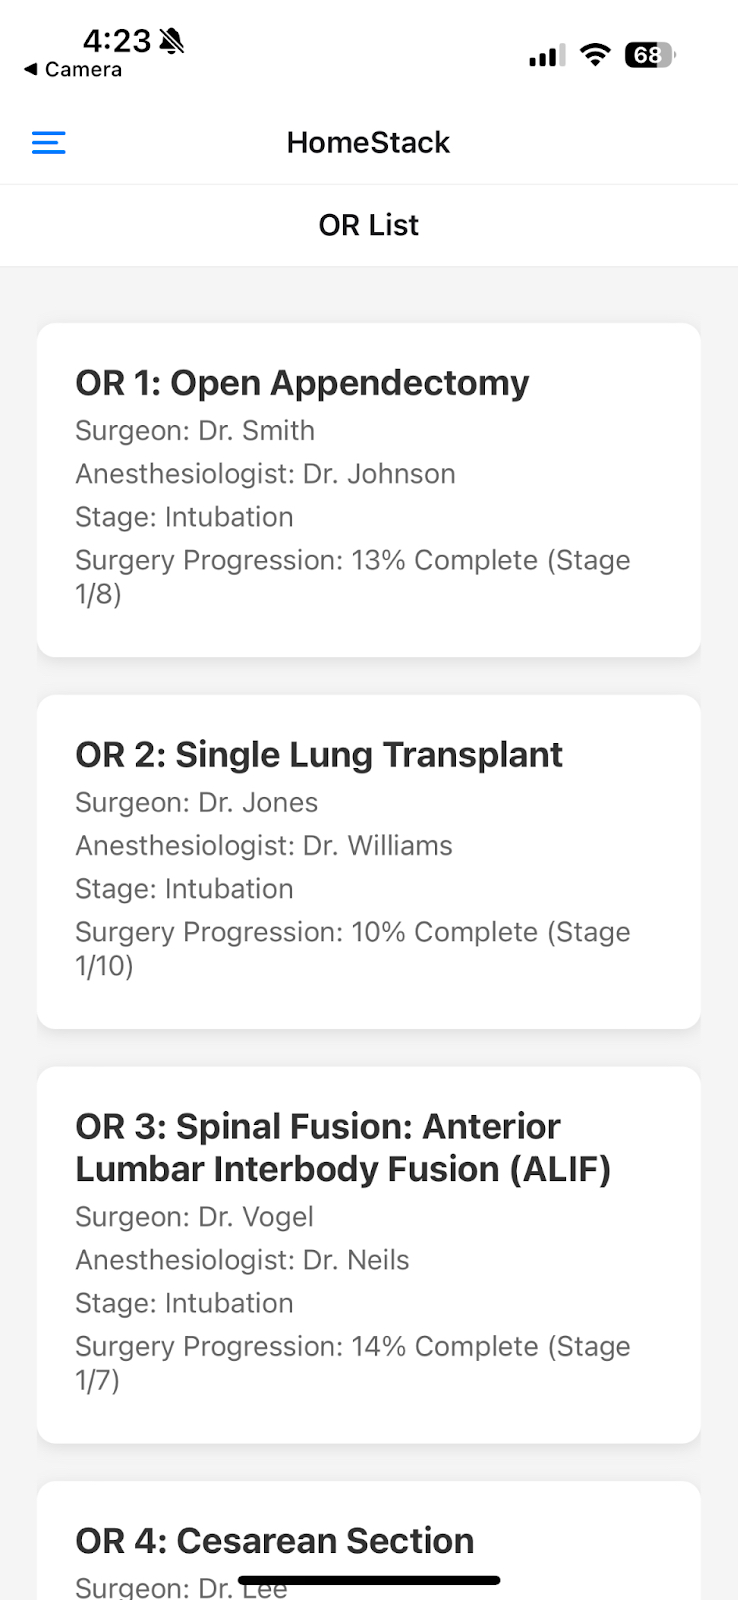 4:23
◀ Camera
68
HomeStack
OR List
OR 1: Open Appendectomy
Surgeon: Dr. Smith
Anesthesiologist: Dr. Johnson
Stage: Intubation
Surgery Progression: 13% Complete (Stage
1/8)
OR 2: Single Lung Transplant
Surgeon: Dr. Jones
Anesthesiologist: Dr. Williams
Stage: Intubation
Surgery Progression: 10% Complete (Stage
1/10)
OR 3: Spinal Fusion: Anterior
Lumbar Interbody Fusion (ALIF)
Surgeon: Dr. Vogel
Anesthesiologist: Dr. Neils
Stage: Intubation
Surgery Progression: 14% Complete (Stage
1/7)
OR 4: Cesarean Section
Surgeon: Dr. Lee